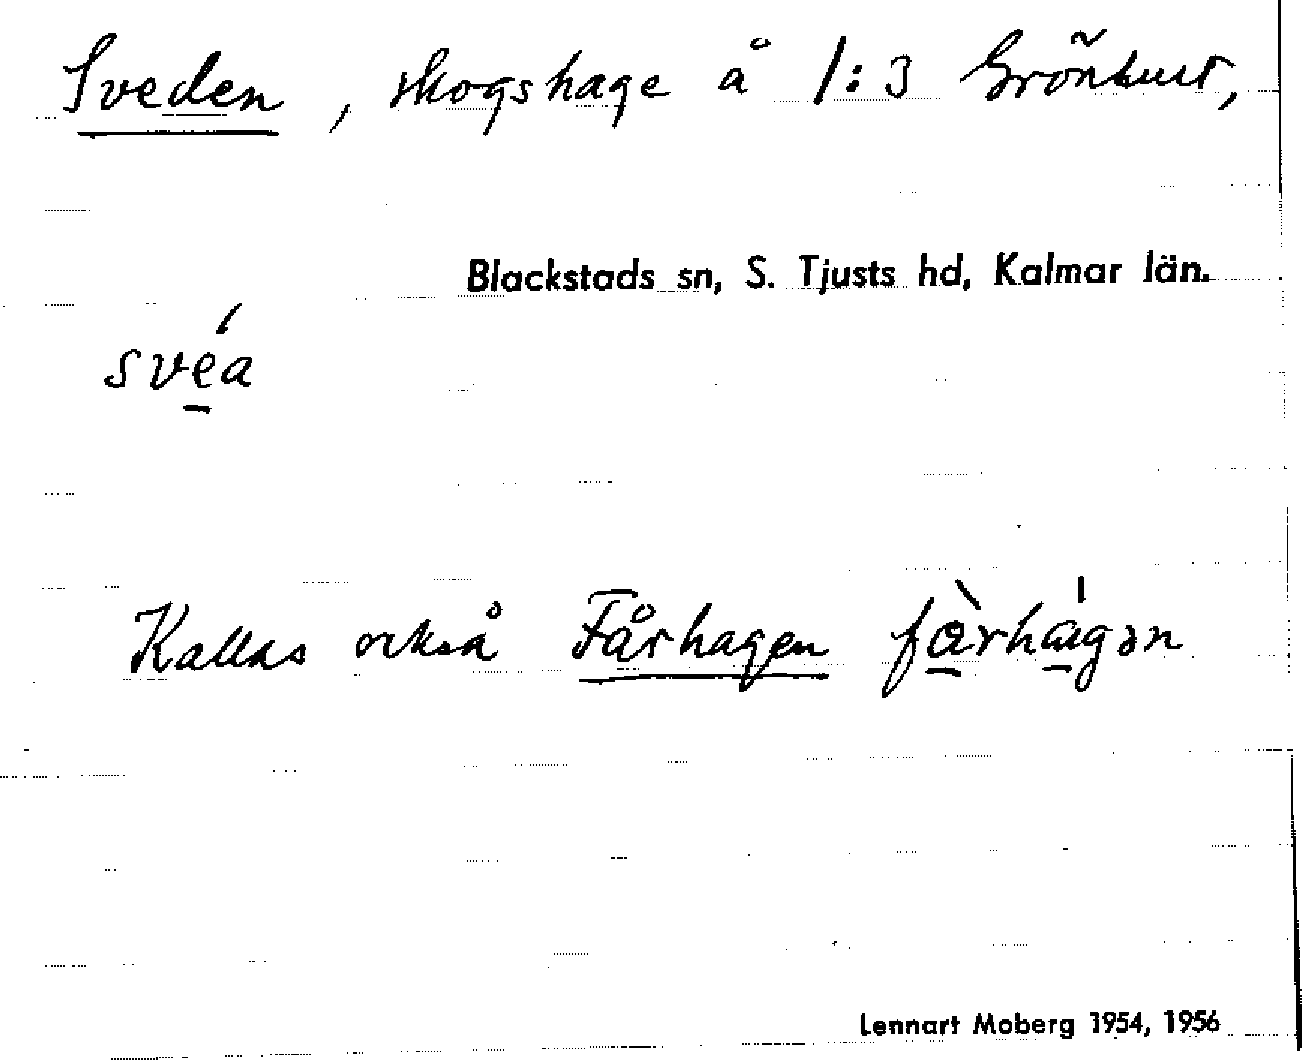 Sveden, skogshage å 1:3 Grönhult,
Blackstads sn, S. Tjusts hd, Kalmar län.
svéa
Kallas också Fårhagen fàrhágən
Lennart Moberg 1954, 1956